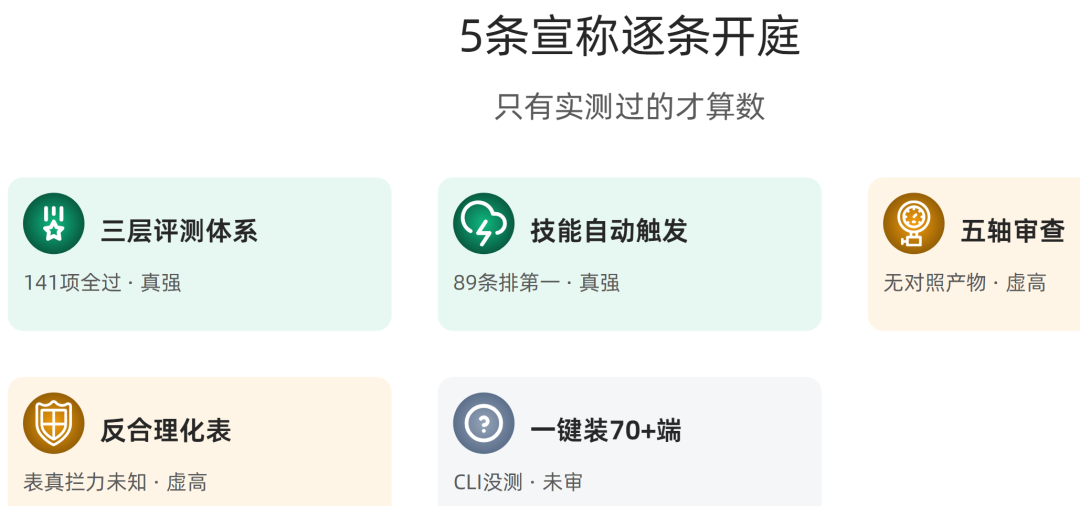 5条宣称逐条开庭
只有实测过的才算数
三层评测体系
141项全过 · 真强
技能自动触发
89条排第一 · 真强
五轴审查
无对照产物 · 虚高
反合理化表
表真拦力未知 · 虚高
一键装70+端
CLI没测 · 未审